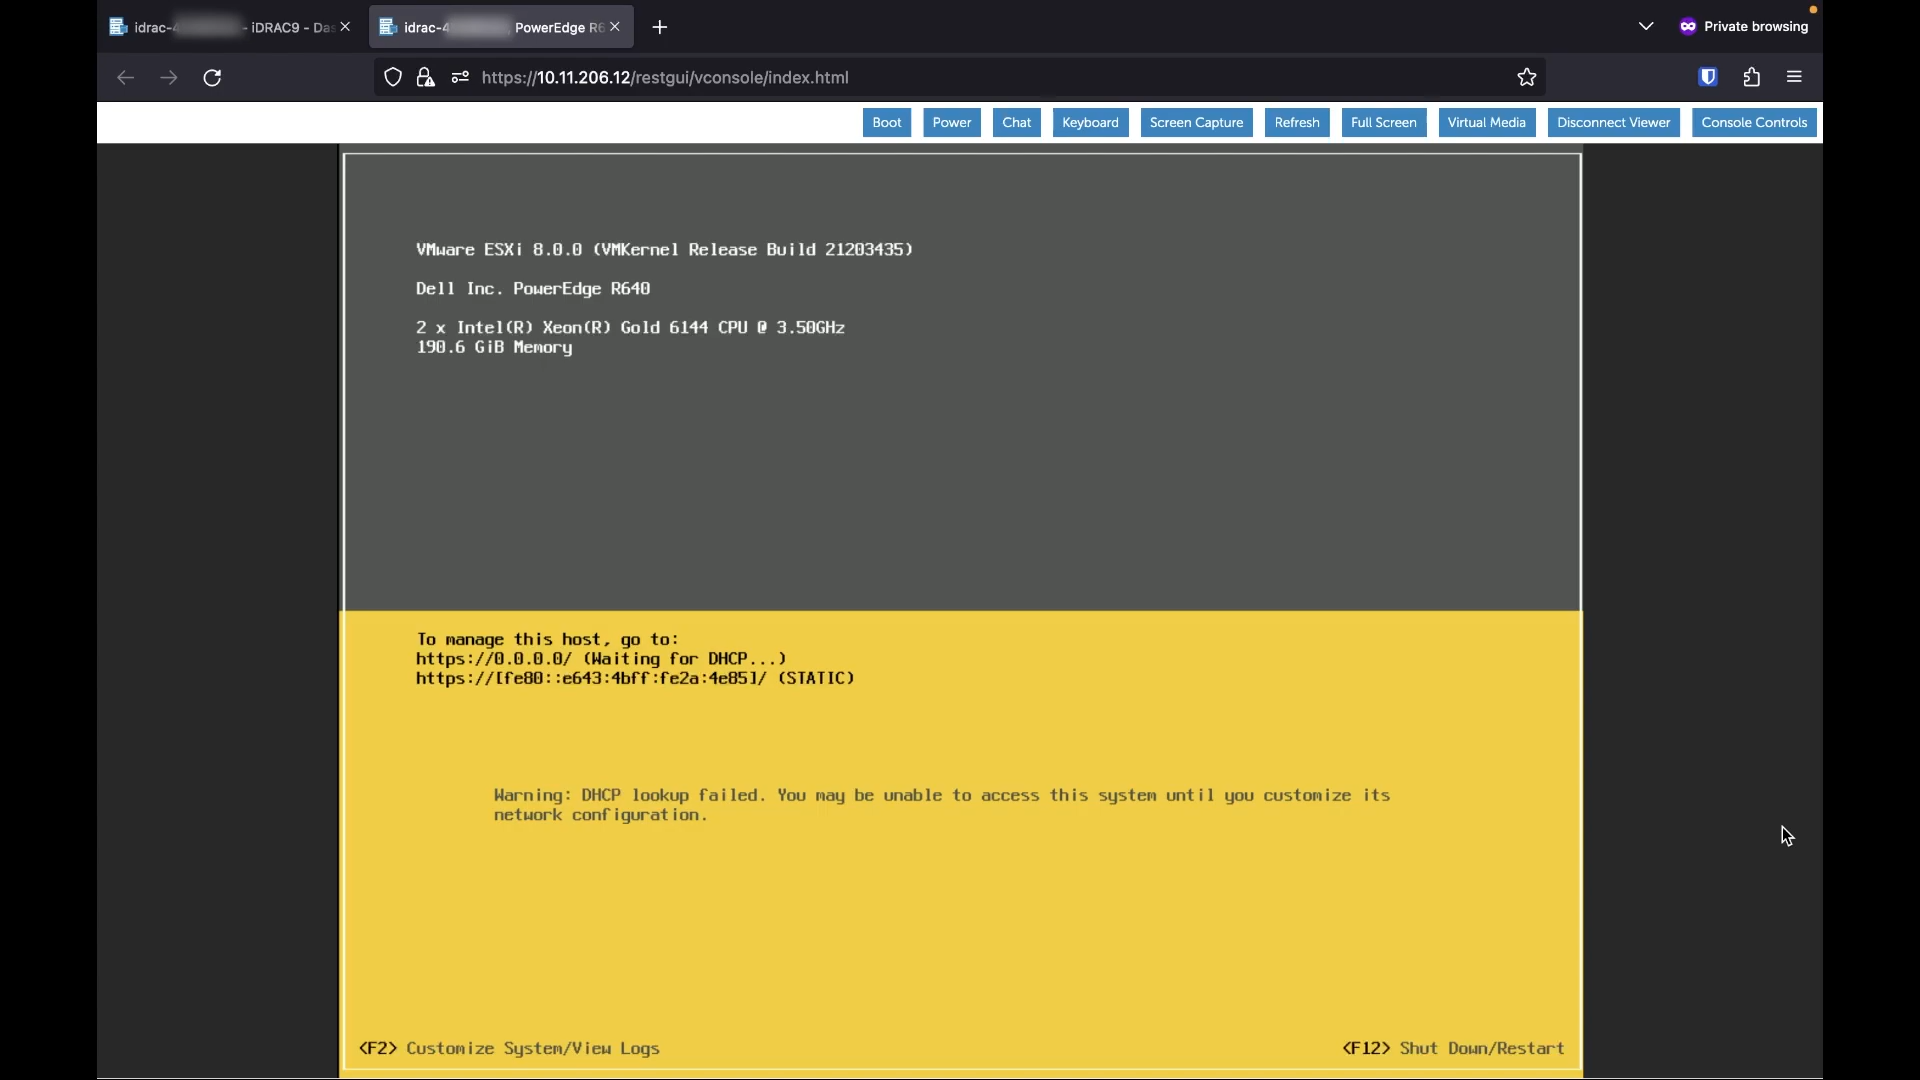 idrac-4 - iDRAC9 - Das
idrac-4 PowerEdge R6
Private browsing
https://10.11.206.12/restgui/vconsole/index.html
Boot
Power
Chat
Keyboard
Screen Capture
Refresh
Full Screen
Virtual Media
Disconnect Viewer
Console Controls
VMware ESXi 8.0.0 (VMKernel Release Build 21203435)
Dell Inc. PowerEdge R640
2 x Intel(R) Xeon(R) Gold 6144 CPU @ 3.50GHz
190.6 GiB Memory
To manage this host, go to:
https://0.0.0.0/ (Waiting for DHCP...)
https://[fe80::e643:4bff:fe2a:4e85]/ (STATIC)
Warning: DHCP lookup failed. You may be unable to access this system until you customize its
network configuration.
<F2> Customize System/View Logs
<F12> Shut Down/Restart